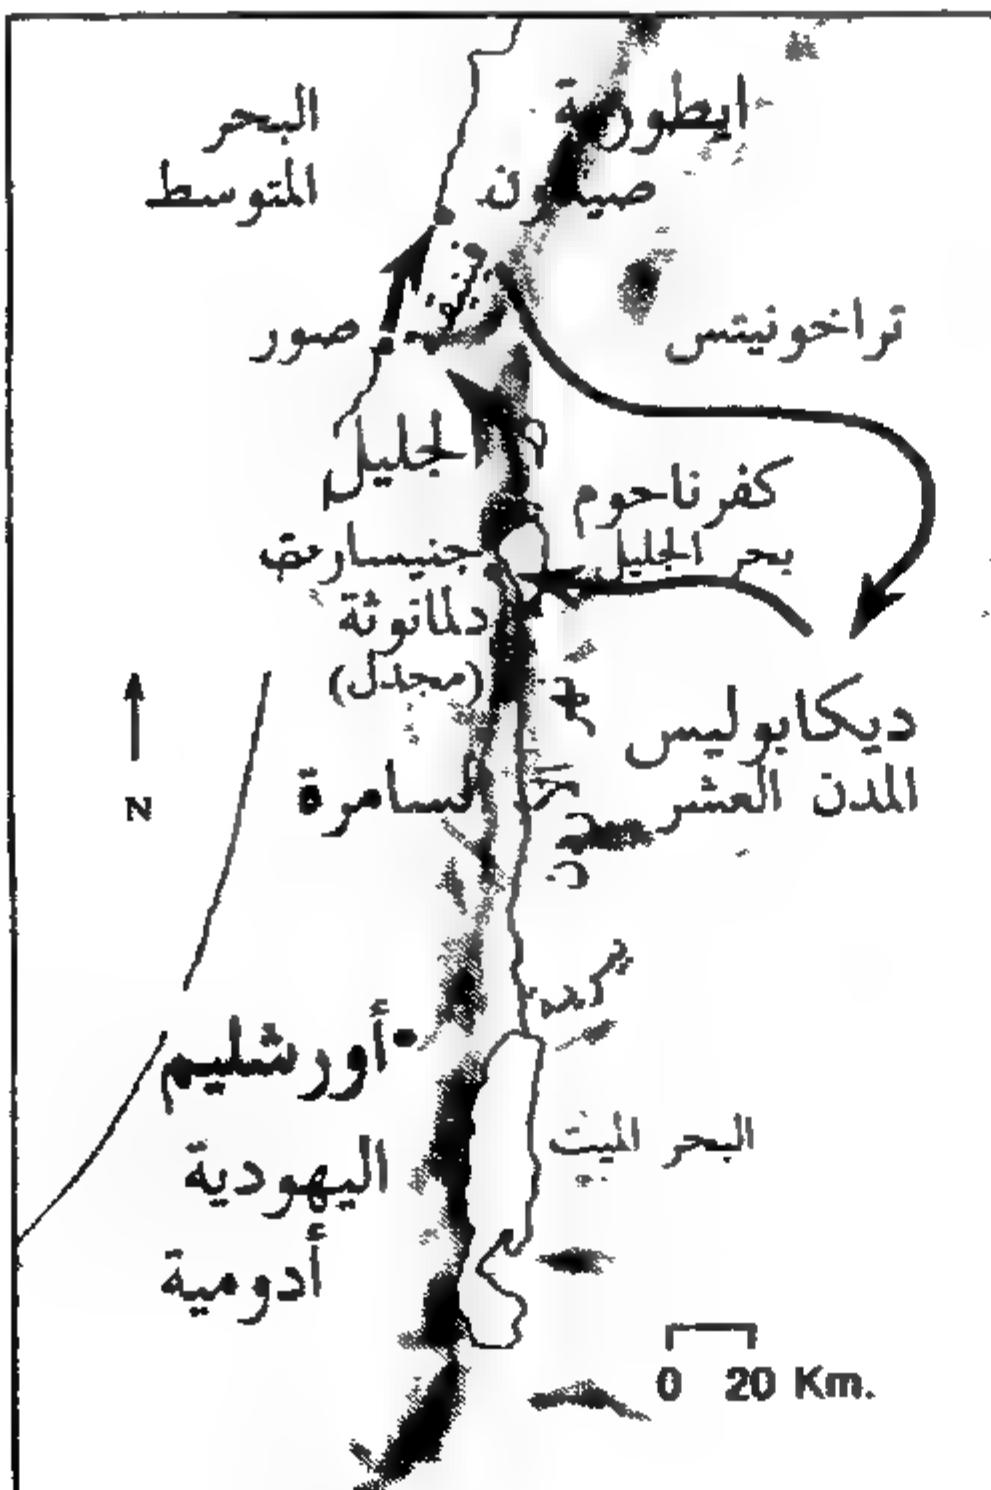 البحر
المتوسط
ايطورية
صيدون
صور
تراخونيتس
الجليل
كفرناحوم
بحر الجليل
جنيسارت
دلمانوثة
(مجدل)
ديكابوليس
المدن العشر
السامرة
N
أورشليم
اليهودية
أدومية
البحر الميت
0 20 Km.